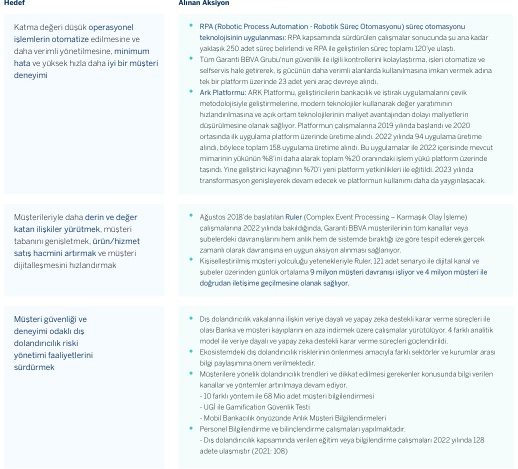 Hedef
Alınan Aksiyon
Katma değeri düşük operasyonel
işlemlerin otomatize edilmesine ve
daha verimli yönetilmesine, minimum
hata ve yüksek hızla daha iyi bir müşteri
deneyimi
RPA (Robotic Process Automation - Robotik Süreç Otomasyonu) süreç otomasyonu
teknolojisinin uygulanması: RPA kapsamında sürdürülen çalışmalar sonucunda şu ana kadar
yaklaşık 250 adet süreç belirlendi ve RPA ile geliştirilen süreç toplamı 120'ye ulaştı.
Tüm Garanti BBVA Grubu'nun güvenlik ile ilgili kontrollerini kolaylaştırma, işleri otomatize ve
selfservis hale getirerek, iş gücünün daha verimli alanlarda kullanılmasına imkan vermek adına
tek bir platform üzerinde 23 adet yeni araç devreye alındı.
Ark Platformu: ARK Platformu, geliştiricilerin bankacılık ve iştirak uygulamalarını çevik
metodolojiyle geliştirmelerine, modern teknolojiler kullanarak değer yaratımının
hızlandırılmasına ve açık ortam teknolojilerinin maliyet avantajından dolayı maliyetlerin
düşürülmesine olanak sağlıyor. Platformun çalışmalarına 2019 yılında başlandı ve 2020
ortasında ilk uygulama platform üzerinde üretime alındı. 2022 yılında 94 uygulama üretime
alındı, böylece toplam 158 uygulama üretime alındı. Bu uygulamalar ile 2022 içerisinde mevcut
mimarinin yükünün %8'ini daha alarak toplam %20 oranındaki işlem yükü platform üzerinde
taşındı. Yine geliştirici kaynağının %70'i yeni platform yetkinlikleri ile eğitildi. 2023 yılında
transformasyon genişleyerek devam edecek ve platformun kullanımı daha da yaygınlaşacak.
Müşterileriyle daha derin ve değer
katan ilişkiler yürütmek, müşteri
tabanını genişletmek, ürün/hizmet
satış hacmini artırmak ve müşteri
dijitalleşmesini hızlandırmak
Ağustos 2018'de başlatılan Ruler (Complex Event Processing – Karmaşık Olay İşleme)
çalışmalarına 2022 yılında bakıldığında, Garanti BBVA müşterilerinin tüm kanallar veya
şubelerdeki davranışlarını hem anlık hem de sistemde bıraktığı ize göre tespit ederek gerçek
zamanlı olarak davranışına en uygun aksiyon alınması sağlandı.
Kişiselleştirilmiş müşteri yolculuğu yetenekleriyle Ruler, 121 adet senaryo ile dijital kanal ve
şubeler üzerinden günlük ortalama 9 milyon müşteri davranışı işliyor ve 4 milyon müşteri ile
doğrudan iletişime geçilmesine olanak sağlıyor.
Müşteri güvenliği ve
deneyimi odaklı dış
dolandırıcılık riski
yönetimi faaliyetlerini
sürdürmek
Dış dolandırıcılık vakalarına ilişkin veriye dayalı ve yapay zeka destekli karar verme süreçleri ile
olası Banka ve müşteri kayıplarını en aza indirmek üzere çalışmalar yürütülüyor. 4 farklı analitik
model ile veriye dayalı ve yapay zeka destekli karar verme süreçleri güçlendirildi.
Ekosistemdeki dış dolandırıcılık risklerinin önlenmesi amacıyla farklı sektörler ve kurumlar arası
bilgi paylaşımına önem verilmektedir.
Müşterilere yönelik dolandırıcılık trendleri ve dikkat edilmesi gerekenler konusunda bilgi verilen
kanallar ve yöntemler artırılmaya devam ediyor.
- 10 farklı yöntem ile 68 Mio adet müşteri bilgilendirmesi
- UGİ ile Gamification Güvenlik Testi
- Mobil Bankacılık önyüzünde Anlık Müşteri Bilgilendirmeleri
Personel Bilgilendirme ve bilinçlendirme çalışmaları yapılmaktadır.
- Dış dolandırıcılık kapsamında verilen eğitim veya bilgilendirme çalışmaları 2022 yılında 128
adete ulaşmıştır (2021: 108)